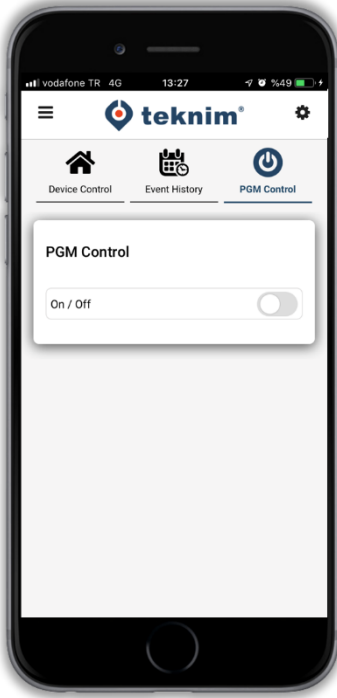 vodafone TR 4G 13:27 %49
teknim®
Device Control Event History PGM Control
PGM Control
On / Off